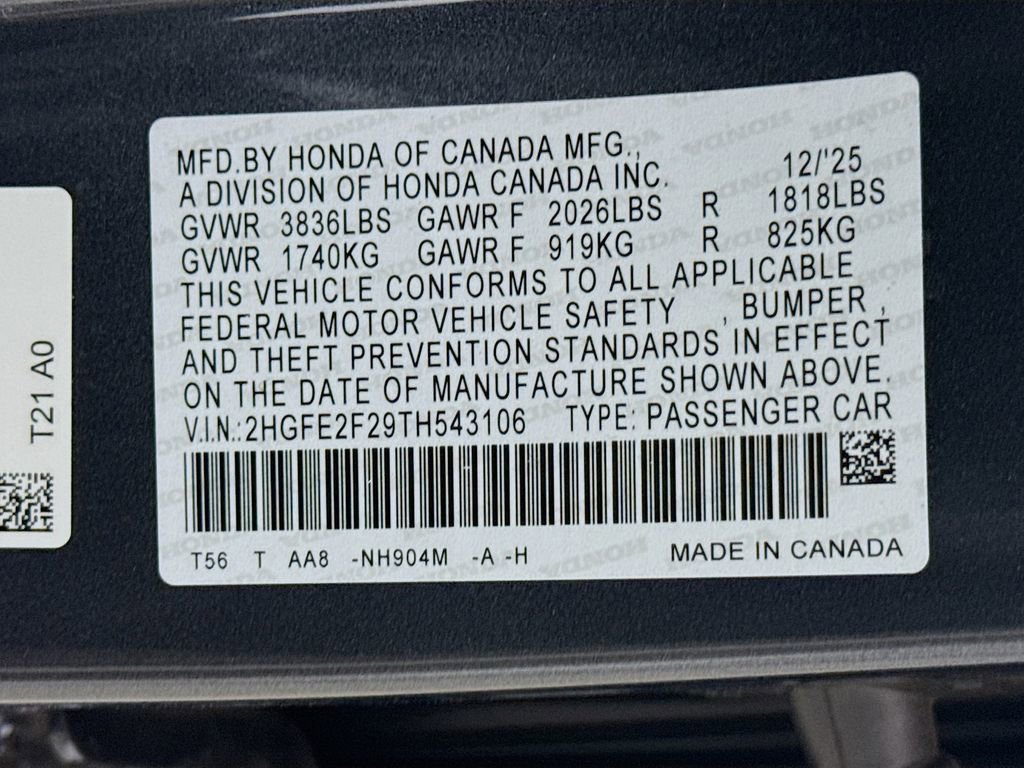 MFD.BY HONDA OF CANADA MFG.,
A DIVISION OF HONDA CANADA INC. 12/'25
GVWR 3836LBS GAWR F 2026LBS R 1818LBS
GVWR 1740KG GAWR F 919KG R 825KG
THIS VEHICLE CONFORMS TO ALL APPLICABLE
FEDERAL MOTOR VEHICLE SAFETY , BUMPER ,
AND THEFT PREVENTION STANDARDS IN EFFECT
ON THE DATE OF MANUFACTURE SHOWN ABOVE.
V.I.N.:2HGFE2F29TH543106 TYPE: PASSENGER CAR
T56 T AA8 -NH904M -A -H MADE IN CANADA
T21 A0